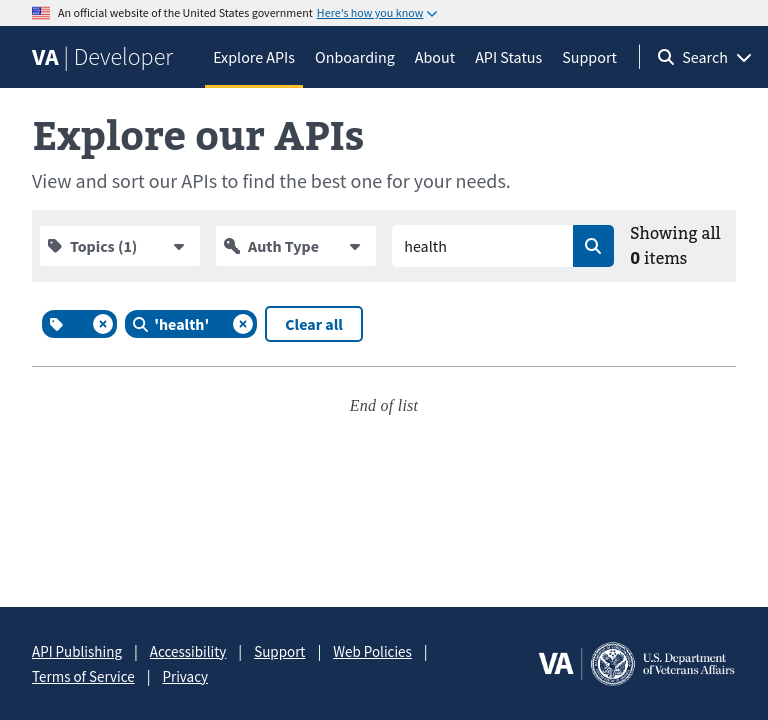 An official website of the United States government Here's how you know
VA | Developer
Explore APIs
Onboarding
About
API Status
Support
Search
Explore our APIs
View and sort our APIs to find the best one for your needs.
Topics (1)
Auth Type
health
Showing all
0 items
'health'
Clear all
End of list
API Publishing | Accessibility | Support | Web Policies |
Terms of Service | Privacy
VA
U.S. Department
of Veterans Affairs